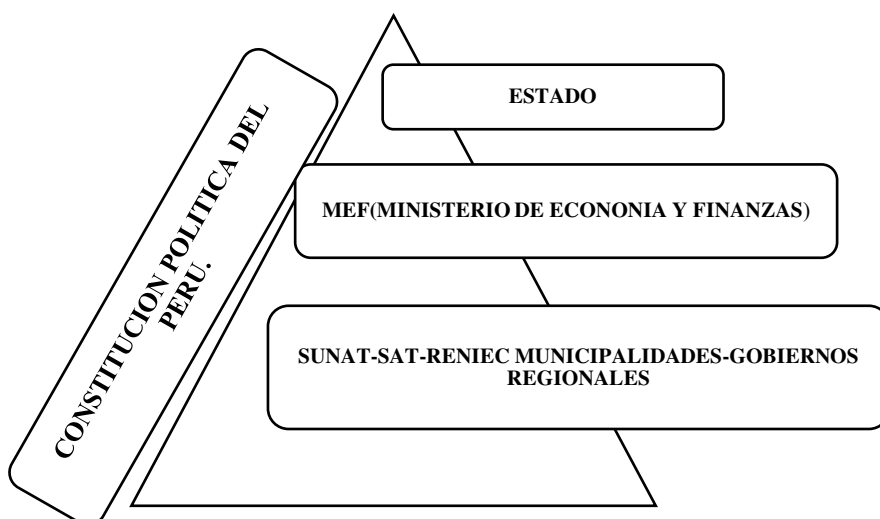 CONSTITUCION POLITICA DEL
PERU.
ESTADO
MEF(MINISTERIO DE ECONONIA Y FINANZAS)
SUNAT-SAT-RENIEC MUNICIPALIDADES-GOBIERNOS
REGIONALES